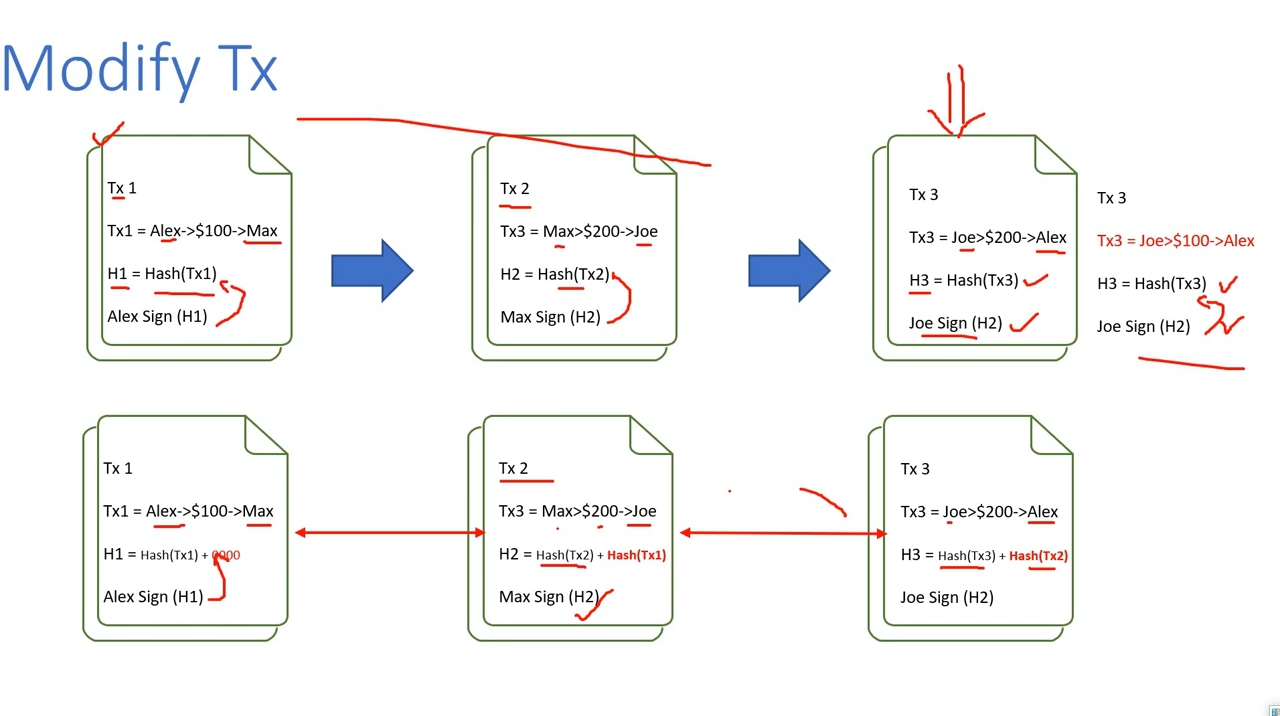 Modify Tx
Tx 1
Tx1 = Alex->$100->Max
H1 = Hash(Tx1)
Alex Sign (H1)
Tx 2
Tx3 = Max>$200->Joe
H2 = Hash(Tx2)
Max Sign (H2)
Tx 3
Tx3 = Joe>$200->Alex
H3 = Hash(Tx3)
Joe Sign (H2)
Tx 3
Tx3 = Joe>$100->Alex
H3 = Hash(Tx3)
Joe Sign (H2)
Tx 1
Tx1 = Alex->$100->Max
H1 = Hash(Tx1) + 0000
Alex Sign (H1)
Tx 2
Tx3 = Max>$200->Joe
H2 = Hash(Tx2) + Hash(Tx1)
Max Sign (H2)
Tx 3
Tx3 = Joe>$200->Alex
H3 = Hash(Tx3) + Hash(Tx2)
Joe Sign (H2)